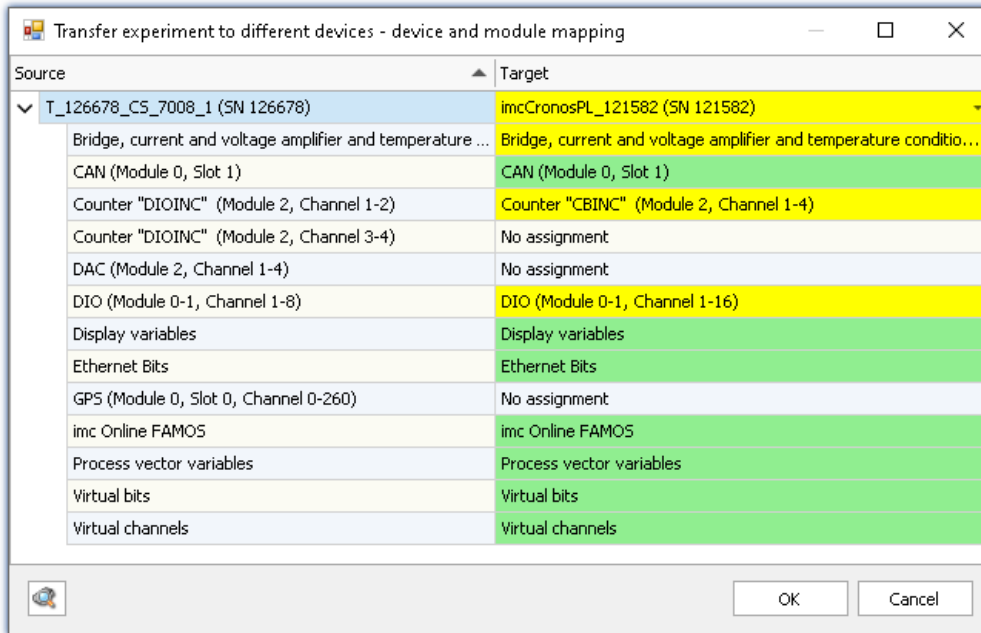 Transfer experiment to different devices - device and module mapping
Source Target
T_126678_CS_7008_1 (SN 126678) imcCronosPL_121582 (SN 121582)
Bridge, current and voltage amplifier and temperature ... Bridge, current and voltage amplifier and temperature conditio...
CAN (Module 0, Slot 1) CAN (Module 0, Slot 1)
Counter "DIOINC" (Module 2, Channel 1-2) Counter "CBINC" (Module 2, Channel 1-4)
Counter "DIOINC" (Module 2, Channel 3-4) No assignment
DAC (Module 2, Channel 1-4) No assignment
DIO (Module 0-1, Channel 1-8) DIO (Module 0-1, Channel 1-16)
Display variables Display variables
Ethernet Bits Ethernet Bits
GPS (Module 0, Slot 0, Channel 0-260) No assignment
imc Online FAMOS imc Online FAMOS
Process vector variables Process vector variables
Virtual bits Virtual bits
Virtual channels Virtual channels
OK Cancel